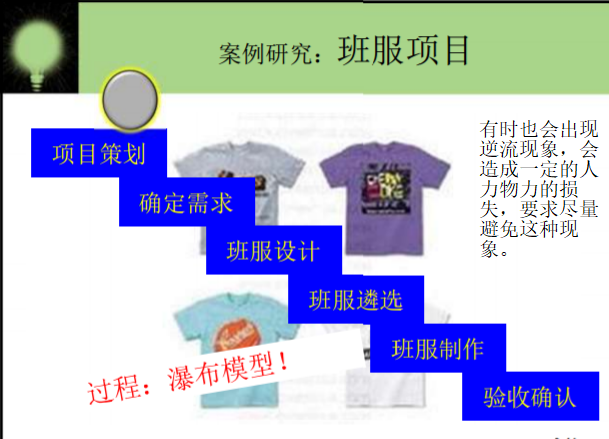 案例研究：班服项目
有时也会出现
逆流现象，会
造成一定的人
力物力的损
失，要求尽量
避免这种现
象。
项目策划
确定需求
班服设计
班服遴选
班服制作
验收确认
过程：瀑布模型！